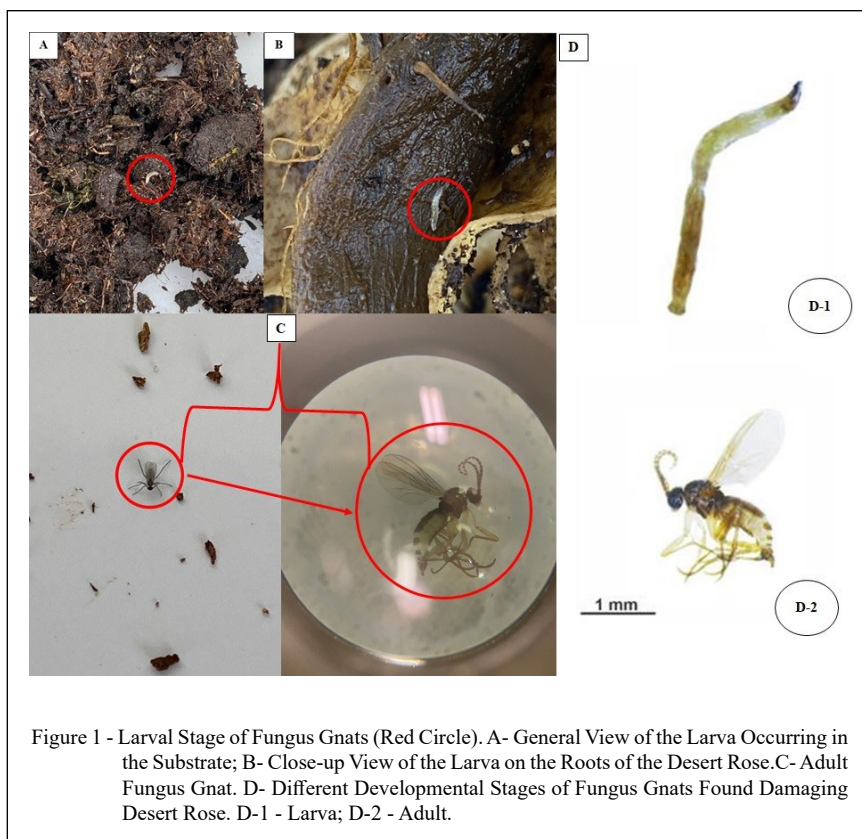 A
B
D
D-1
C
D-2
1 mm
Figure 1 - Larval Stage of Fungus Gnats (Red Circle). A- General View of the Larva Occurring in
the Substrate; B- Close-up View of the Larva on the Roots of the Desert Rose.C- Adult
Fungus Gnat. D- Different Developmental Stages of Fungus Gnats Found Damaging
Desert Rose. D-1 - Larva; D-2 - Adult.